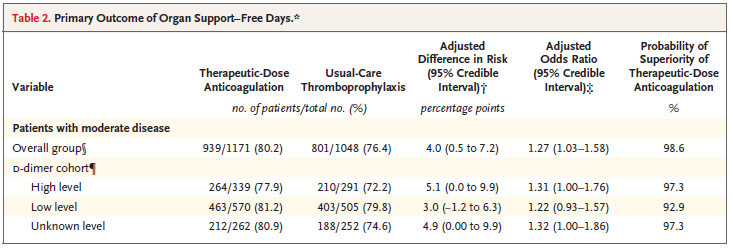 Table 2. Primary Outcome of Organ Support–Free Days.*
Variable Therapeutic-Dose Anticoagulation Usual-Care Thromboprophylaxis Adjusted Difference in Risk (95% Credible Interval)† Adjusted Odds Ratio (95% Credible Interval)‡ Probability of Superiority of Therapeutic-Dose Anticoagulation
no. of patients/total no. (%) percentage points %
Patients with moderate disease
Overall group§ 939/1171 (80.2) 801/1048 (76.4) 4.0 (0.5 to 7.2) 1.27 (1.03–1.58) 98.6
D-dimer cohort¶
High level 264/339 (77.9) 210/291 (72.2) 5.1 (0.0 to 9.9) 1.31 (1.00–1.76) 97.3
Low level 463/570 (81.2) 403/505 (79.8) 3.0 (−1.2 to 6.3) 1.22 (0.93–1.57) 92.9
Unknown level 212/262 (80.9) 188/252 (74.6) 4.9 (0.00 to 9.9) 1.32 (1.00–1.86) 97.3